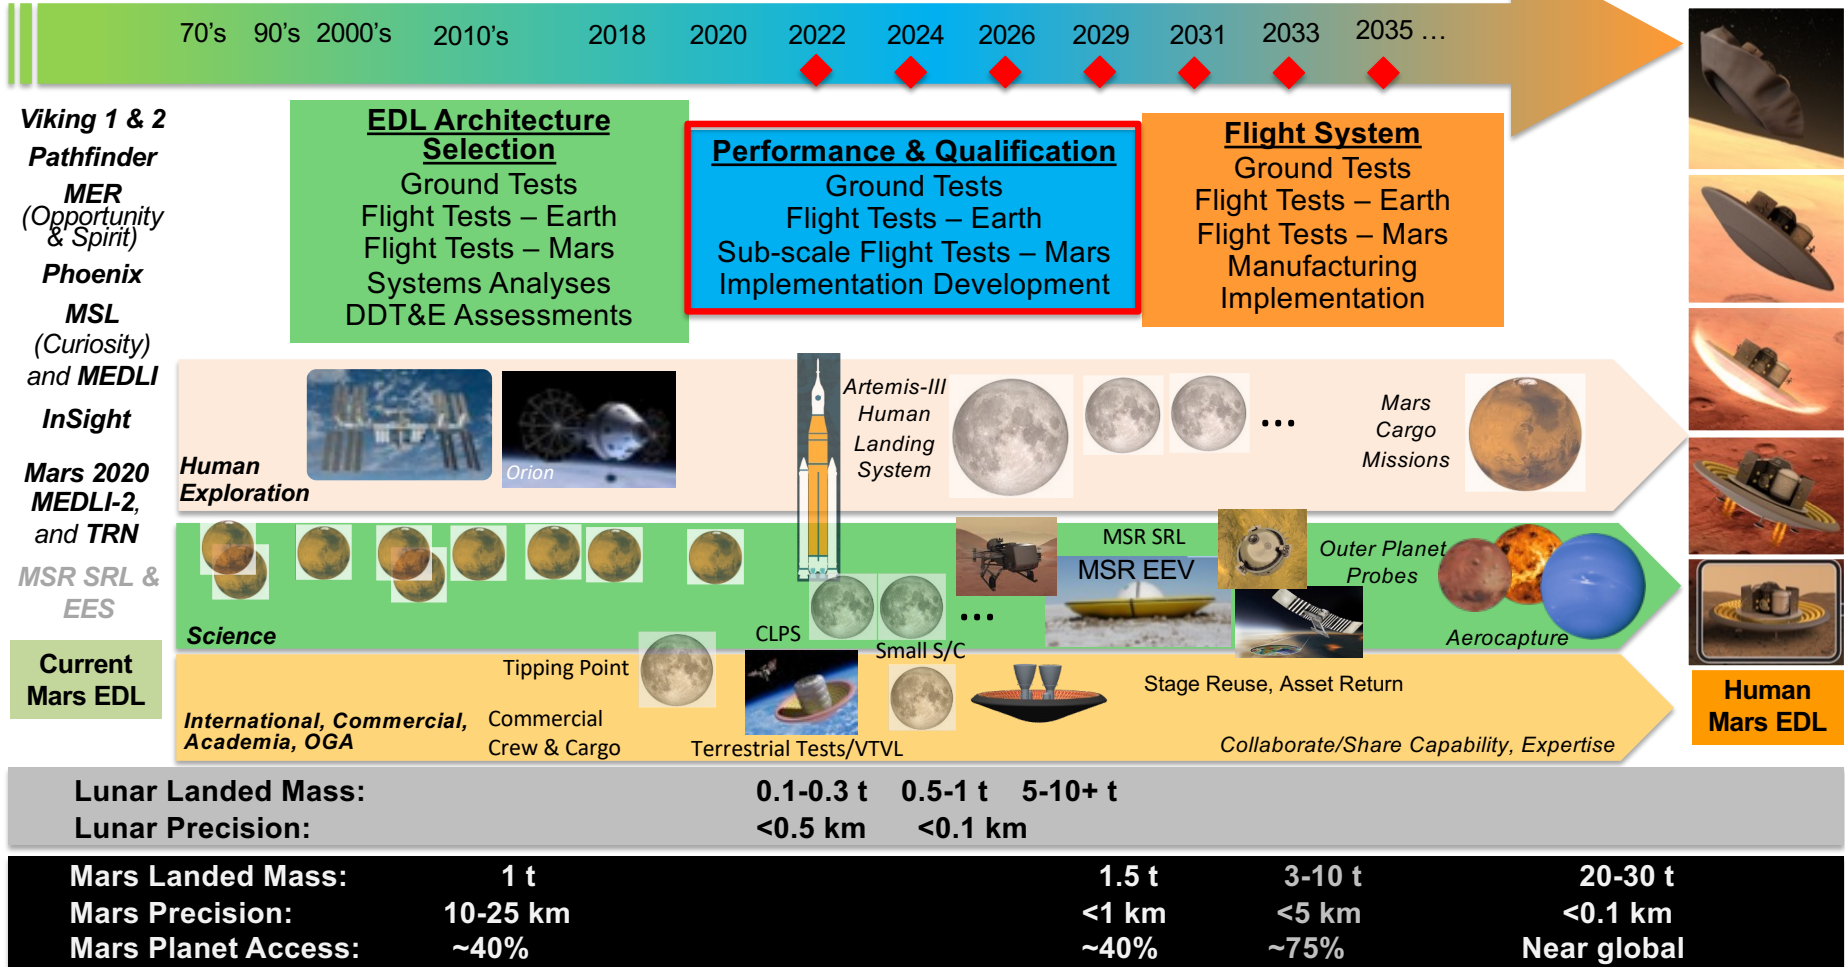 70's 90's 2000's 2010's 2018 2020 2022 2024 2026 2029 2031 2033 2035 ...
Viking 1 & 2
Pathfinder
MER
(Opportunity
& Spirit)
Phoenix
MSL
(Curiosity)
and MEDLI
InSight
Mars 2020
MEDLI-2,
and TRN
MSR SRL &
EES
Current
Mars EDL
EDL Architecture
Selection
Ground Tests
Flight Tests – Earth
Flight Tests – Mars
Systems Analyses
DDT&E Assessments
Performance & Qualification
Ground Tests
Flight Tests – Earth
Sub-scale Flight Tests – Mars
Implementation Development
Flight System
Ground Tests
Flight Tests – Earth
Flight Tests – Mars
Manufacturing
Implementation
Human
Exploration
Orion
Artemis-III
Human
Landing
System
...
Mars
Cargo
Missions
Science
CLPS
...
MSR SRL
MSR EEV
Outer Planet
Probes
Aerocapture
International, Commercial,
Academia, OGA
Tipping Point
Commercial
Crew & Cargo
Terrestrial Tests/VTVL
Small S/C
Stage Reuse, Asset Return
Collaborate/Share Capability, Expertise
Human
Mars EDL
Lunar Landed Mass: 0.1-0.3 t 0.5-1 t 5-10+ t
Lunar Precision: <0.5 km <0.1 km
Mars Landed Mass: 1 t 1.5 t 3-10 t 20-30 t
Mars Precision: 10-25 km <1 km <5 km <0.1 km
Mars Planet Access: ~40% ~40% ~75% Near global